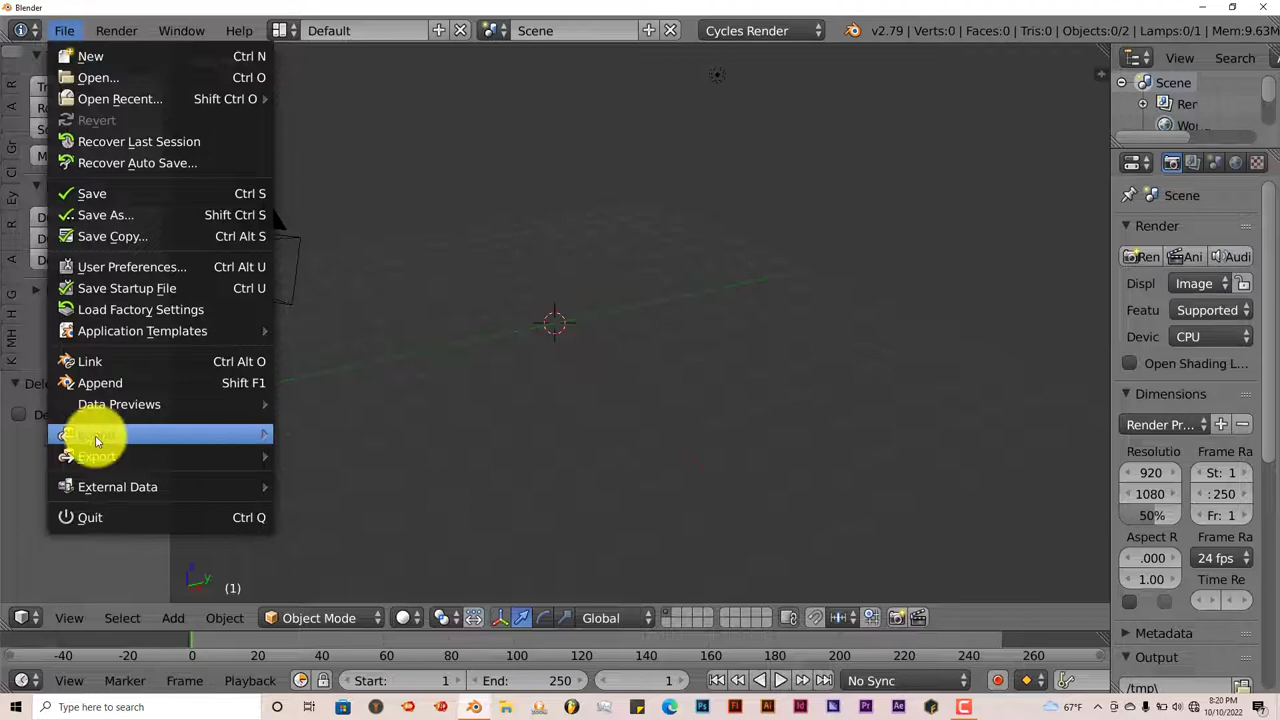 Blender
File Render Window Help Default Scene Cycles Render v2.79 | Verts:0 | Faces:0 | Tris:0 | Objects:0/2 | Lamps:0/1 | Mem:9.63M
New Ctrl N
Open... Ctrl O
Open Recent... Shift Ctrl O
Revert
Recover Last Session
Recover Auto Save...
Save Ctrl S
Save As... Shift Ctrl S
Save Copy... Ctrl Alt S
User Preferences... Ctrl Alt U
Save Startup File Ctrl U
Load Factory Settings
Application Templates
Link Ctrl Alt O
Append Shift F1
Data Previews
Export
External Data
Quit Ctrl Q
(1)
View Search
Scene
Ren
Scene
Render
Ren Ani Audi
Displ Image
Featu Supported
Devic CPU
Open Shading L...
Dimensions
Render Pr...
Resolutio Frame Ra
920 St: 1
1080 : 250
50% Fr: 1
Aspect R Frame Ra
.000 24 fps
1.00 Time Re
Metadata
Output
/tmp\
View Select Add Object Object Mode Global
-40 -20 0 20 40 60 80 100 120 140 160 180 200 220 240 260
View Marker Frame Playback Start: 1 End: 250 1 No Sync
Type here to search 67°F 8:20 PM
10/10/2022